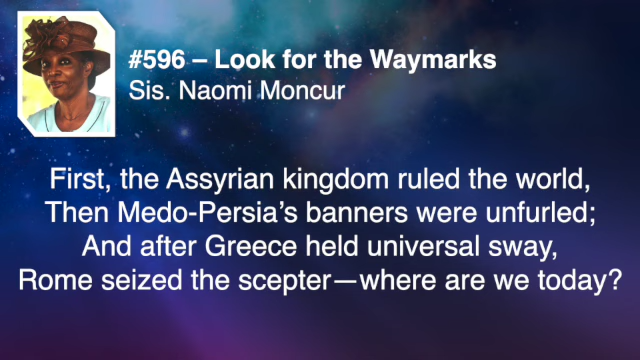 #596 – Look for the Waymarks
Sis. Naomi Moncur
First, the Assyrian kingdom ruled the world,
Then Medo-Persia’s banners were unfurled;
And after Greece held universal sway,
Rome seized the scepter—where are we today?